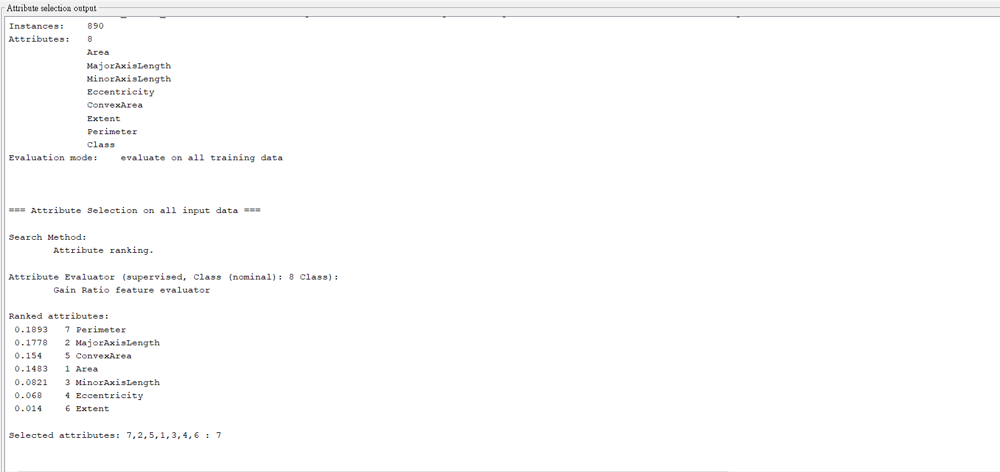 Attribute selection output
Instances:    890
Attributes:   8
              Area
              MajorAxisLength
              MinorAxisLength
              Eccentricity
              ConvexArea
              Extent
              Perimeter
              Class
Evaluation mode:    evaluate on all training data
=== Attribute Selection on all input data ===
Search Method:
        Attribute ranking.
Attribute Evaluator (supervised, Class (nominal): 8 Class):
        Gain Ratio feature evaluator
Ranked attributes:
 0.1893   7 Perimeter
 0.1778   2 MajorAxisLength
 0.154    5 ConvexArea
 0.1483   1 Area
 0.0821   3 MinorAxisLength
 0.068    4 Eccentricity
 0.014    6 Extent
Selected attributes: 7,2,5,1,3,4,6 : 7